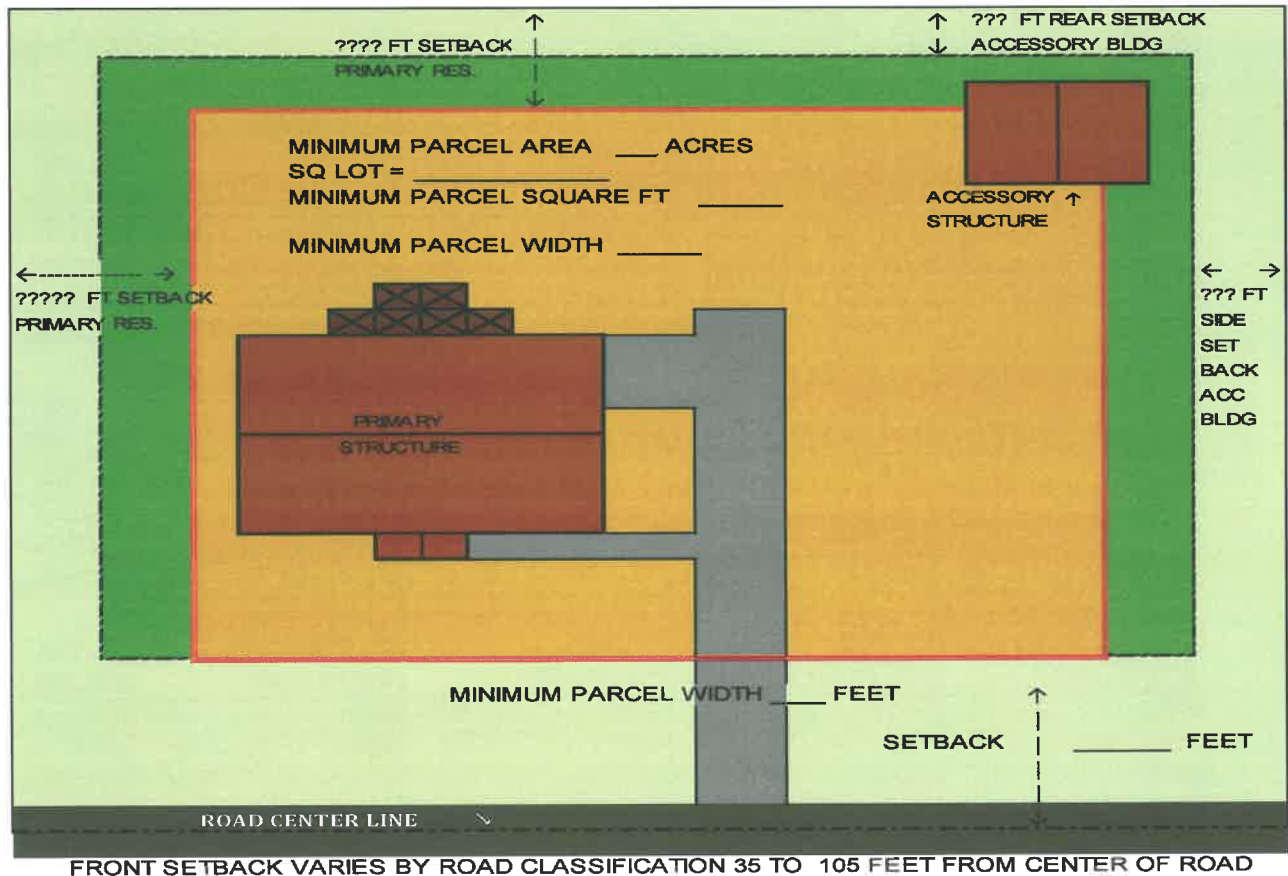 ???? FT SETBACK
PRIMARY RES.
??? FT REAR SETBACK
ACCESSORY BLDG
MINIMUM PARCEL AREA ___ ACRES
SQ LOT = ______________
MINIMUM PARCEL SQUARE FT ______
MINIMUM PARCEL WIDTH ______
ACCESSORY
STRUCTURE
????? FT SETBACK
PRIMARY RES.
??? FT
SIDE
SET
BACK
ACC
BLDG
PRIMARY
STRUCTURE
MINIMUM PARCEL WIDTH ____ FEET
SETBACK _______ FEET
ROAD CENTER LINE
FRONT SETBACK VARIES BY ROAD CLASSIFICATION 35 TO 105 FEET FROM CENTER OF ROAD